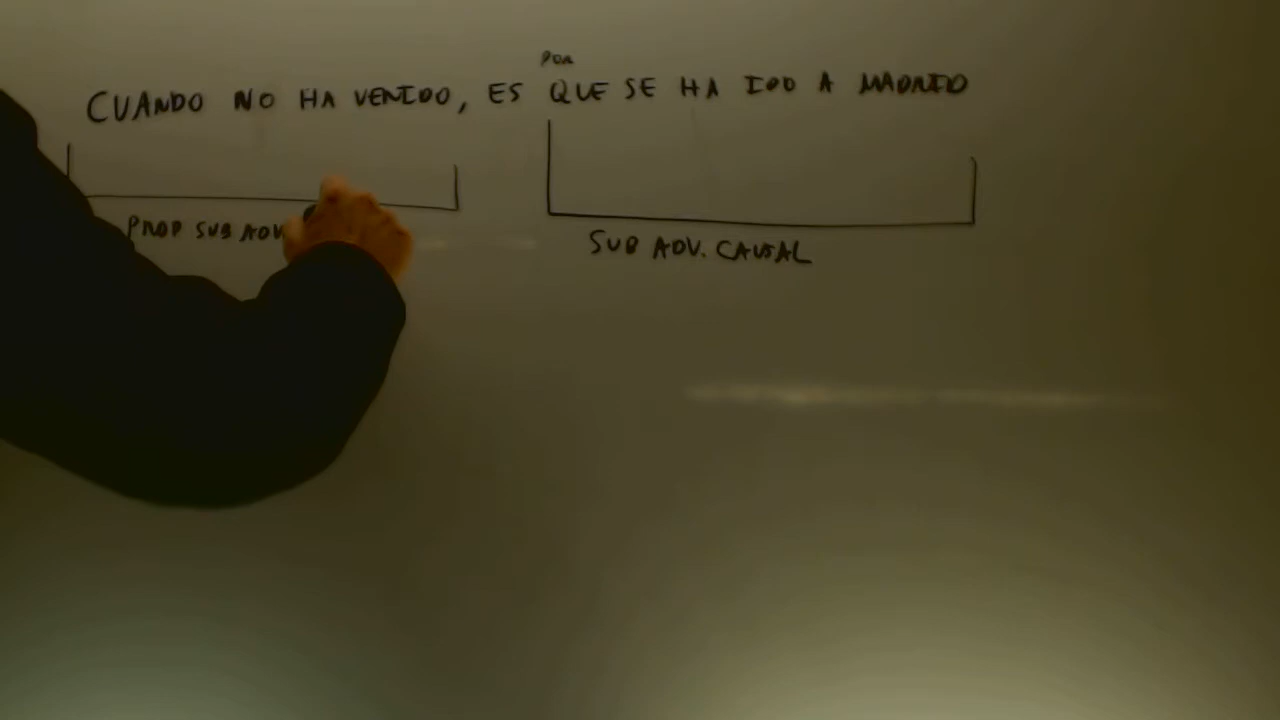 POR
CUANDO NO HA VENIDO, ES QUE SE HA IDO A MADRID
PROP SUB ADV
SUB ADV. CAUSAL